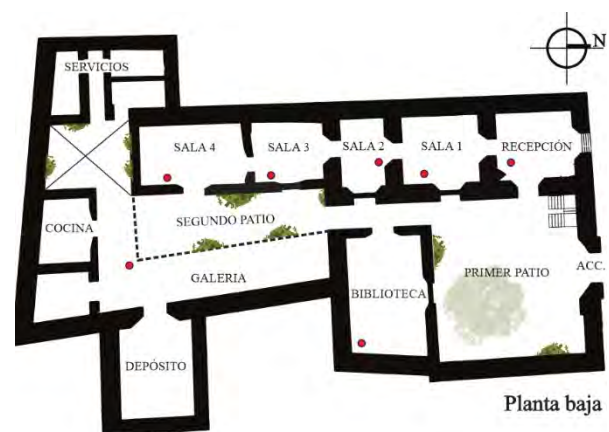 N
SERVICIOS
SALA 4
SALA 3
SALA 2
SALA 1
RECEPCIÓN
COCINA
SEGUNDO PATIO
GALERIA
BIBLIOTECA
PRIMER PATIO
ACC.
DEPÓSITO
Planta baja